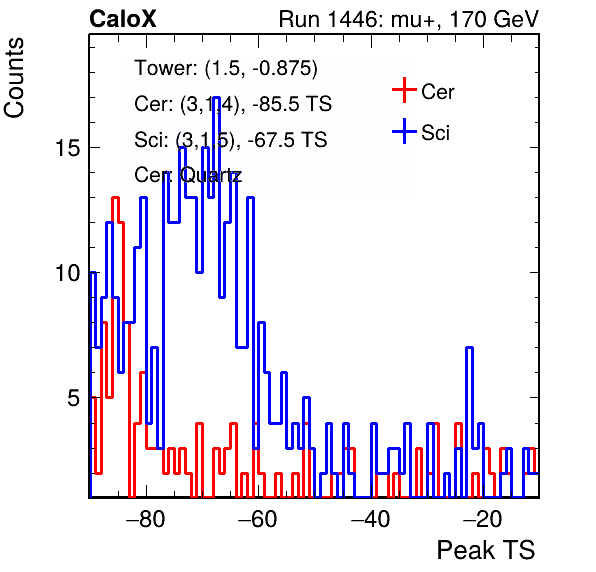 CaloX Run 1446: mu+, 170 GeV
Counts
Tower: (1.5, -0.875)
Cer: (3,1,4), -85.5 TS
Sci: (3,1,5), -67.5 TS
Cer: Quartz
Cer
Sci
15
10
5
−80 −60 −40 −20
Peak TS